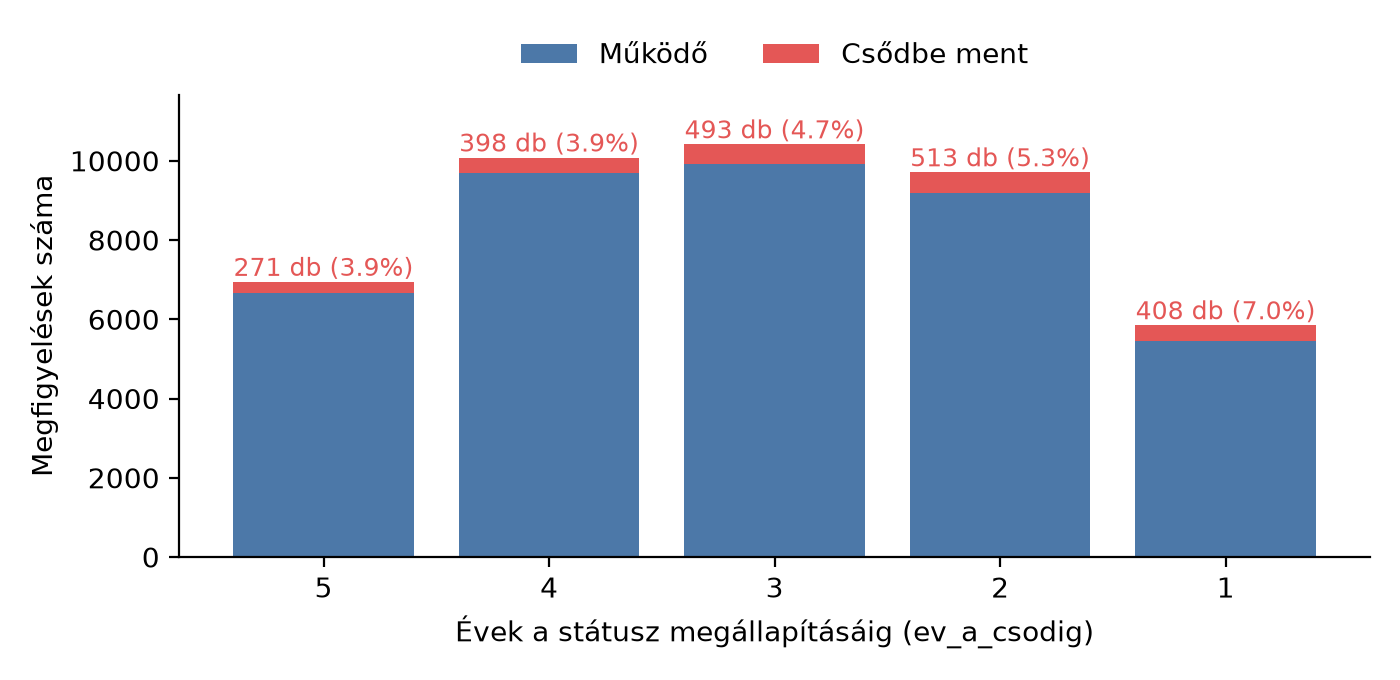 Működő Csődbe ment
Megfigyelések száma
10000
8000
6000
4000
2000
0
271 db (3.9%)
398 db (3.9%)
493 db (4.7%)
513 db (5.3%)
408 db (7.0%)
5 4 3 2 1
Évek a státusz megállapításáig (ev_a_csodig)